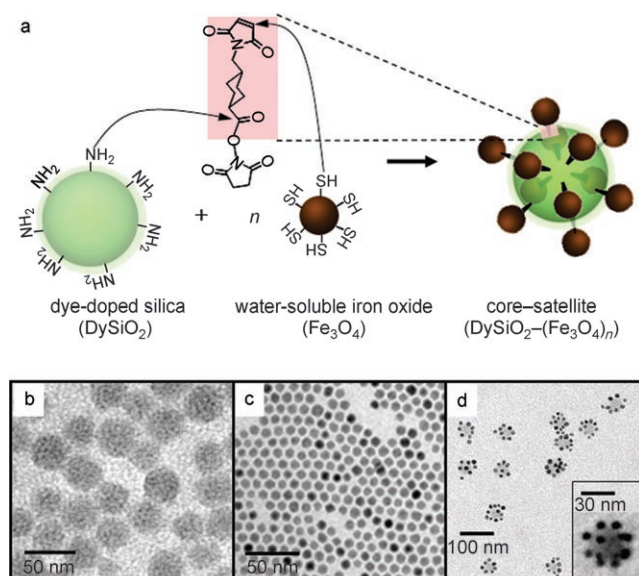 a
O
N
O
O
O
N
O
O
NH₂
NH₂
NH₂
NH₂
NH₂
NH₂
NH₂
+
n
SH
SH
SH
HS
SH
SH
dye-doped silica
(DySiO₂)
water-soluble iron oxide
(Fe₃O₄)
core–satellite
(DySiO₂–(Fe₃O₄)ₙ)
b
50 nm
c
50 nm
d
100 nm
30 nm